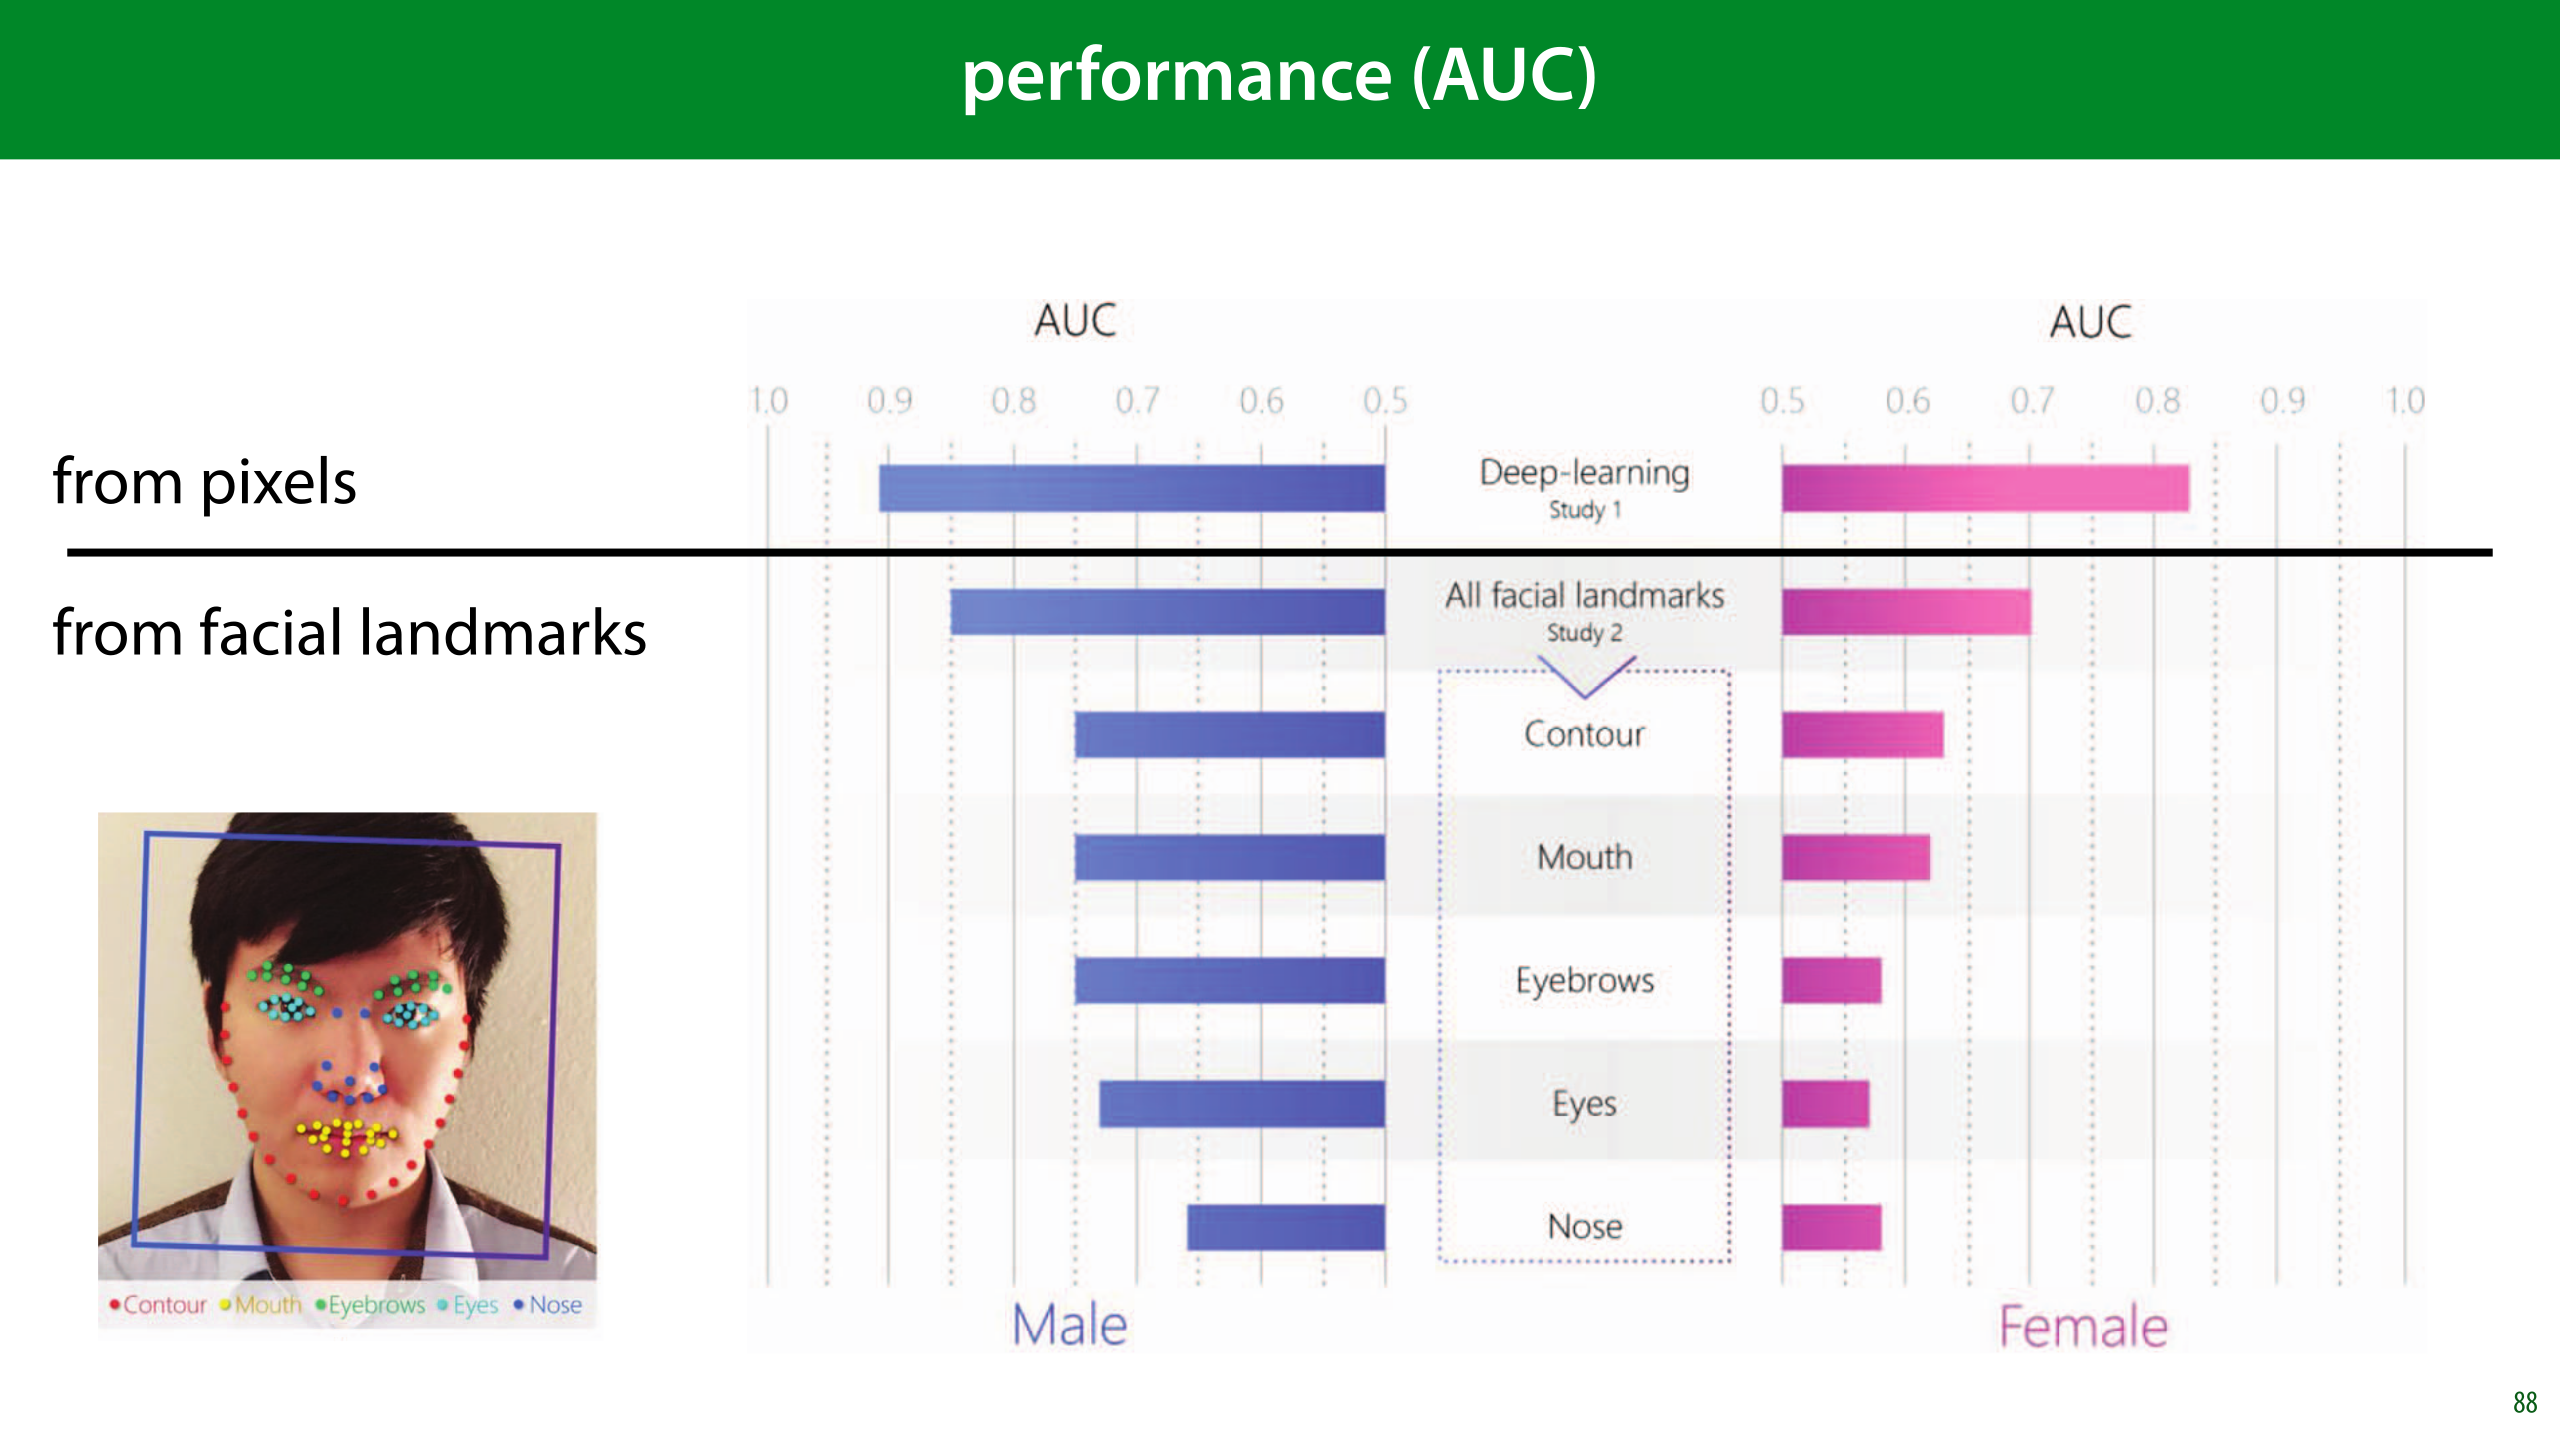 performance (AUC)
AUC
AUC
1.0 0.9 0.8 0.7 0.6 0.5
0.5 0.6 0.7 0.8 0.9 1.0
from pixels
Deep-learning
Study 1
from facial landmarks
All facial landmarks
Study 2
Contour
Mouth
Eyebrows
Eyes
Nose
Contour Mouth Eyebrows Eyes Nose
Male
Female
88